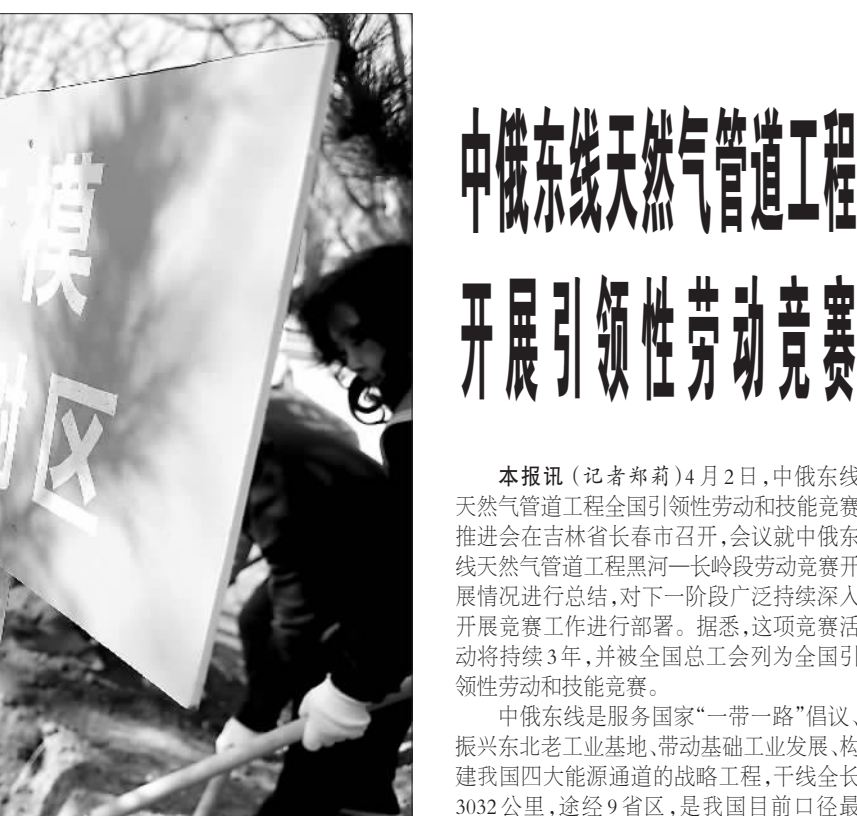 模
区
中俄东线天然气管道工程
开展引领性劳动竞赛
本报讯（记者郑莉）4月2日，中俄东线
天然气管道工程全国引领性劳动和技能竞赛
推进会在吉林省长春市召开，会议就中俄东
线天然气管道工程黑河—长岭段劳动竞赛开
展情况进行总结，对下一阶段广泛持续深入
开展竞赛工作进行部署。据悉，这项竞赛活
动将持续3年，并被全国总工会列为全国引
领性劳动和技能竞赛。
中俄东线是服务国家“一带一路”倡议、
振兴东北老工业基地、带动基础工业发展、构
建我国四大能源通道的战略工程，干线全长
3032公里，途经9省区，是我国目前口径最